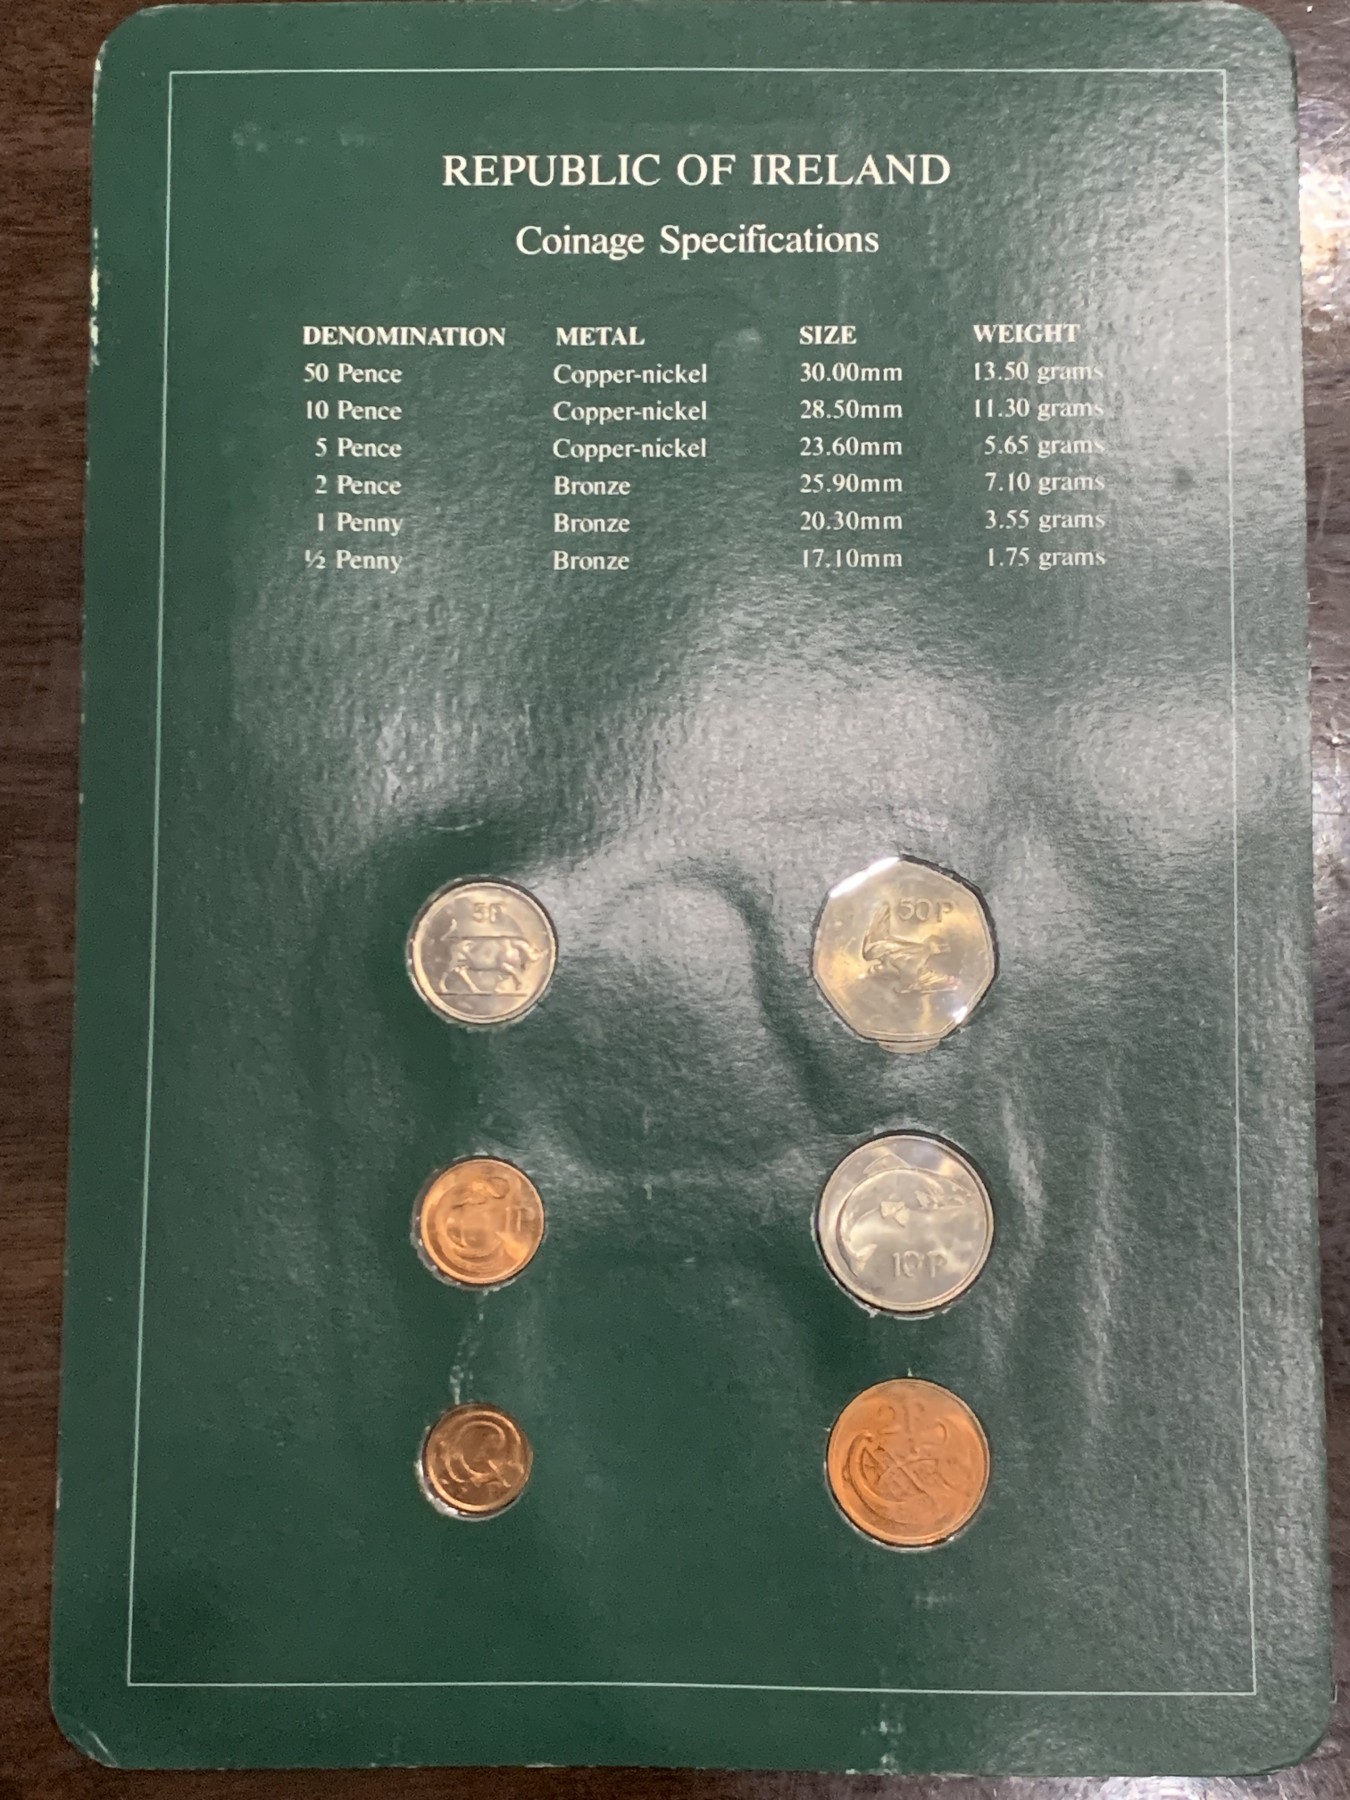 REPUBLIC OF IRELAND
Coinage Specifications
DENOMINATION METAL SIZE WEIGHT
50 Pence Copper-nickel 30.00mm 13.50 grams
10 Pence Copper-nickel 28.50mm 11.30 grams
5 Pence Copper-nickel 23.60mm 5.65 grams
2 Pence Bronze 25.90mm 7.10 grams
1 Penny Bronze 20.30mm 3.55 grams
½ Penny Bronze 17.10mm 1.75 grams
5P
50P
1P
10P
2P